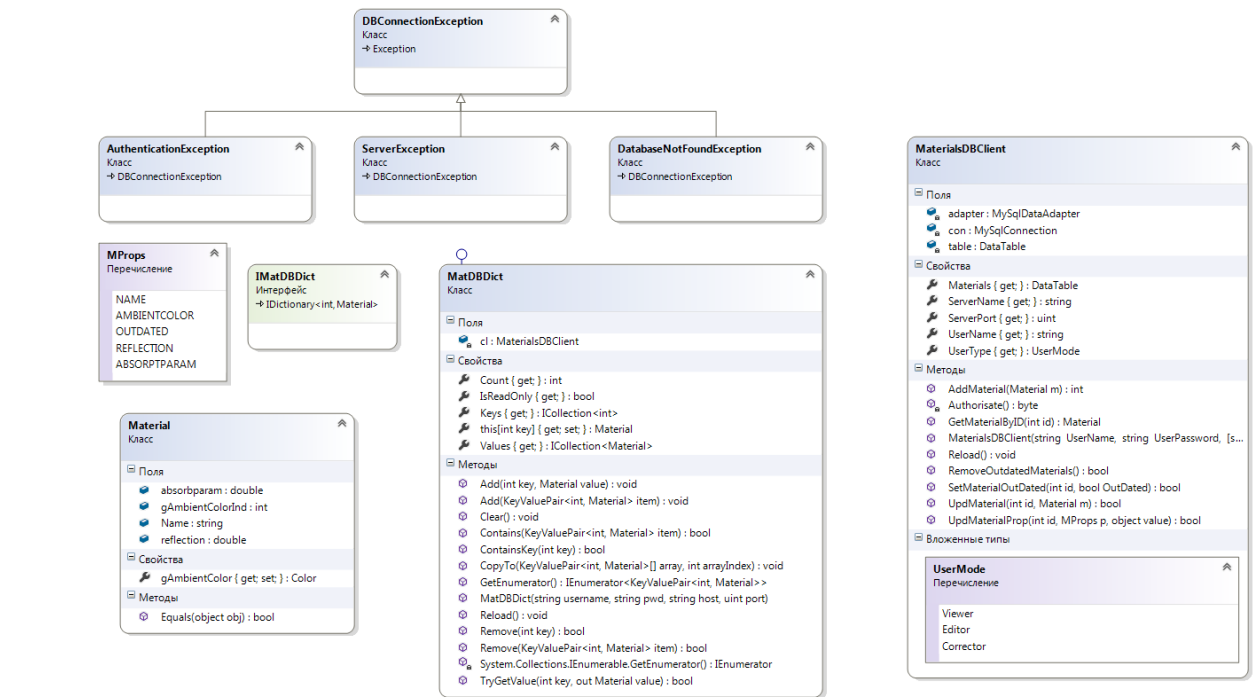 DBConnectionException
Класс
Exception
AuthenticationException
Класс
DBConnectionException
ServerException
Класс
DBConnectionException
DatabaseNotFoundException
Класс
DBConnectionException
MProps
Перечисление
NAME
AMBIENTCOLOR
OUTDATED
REFLECTION
ABSORPTPARAM
IMatDBDict
Интерфейс
IDictionary<int, Material>
Material
Класс
Поля
absorbparam : double
gAmbientColorInd : int
Name : string
reflection : double
Свойства
gAmbientColor { get; set; } : Color
Методы
Equals(object obj) : bool
MatDBDict
Класс
Поля
cl : MaterialsDBClient
Свойства
Count { get; } : int
IsReadOnly { get; } : bool
Keys { get; } : ICollection<int>
this[int key] { get; set; } : Material
Values { get; } : ICollection<Material>
Методы
Add(int key, Material value) : void
Add(KeyValuePair<int, Material> item) : void
Clear() : void
Contains(KeyValuePair<int, Material> item) : bool
ContainsKey(int key) : bool
CopyTo(KeyValuePair<int, Material>[] array, int arrayIndex) : void
GetEnumerator() : IEnumerator<KeyValuePair<int, Material>>
MatDBDict(string username, string pwd, string host, uint port)
Reload() : void
Remove(int key) : bool
Remove(KeyValuePair<int, Material> item) : bool
System.Collections.IEnumerable.GetEnumerator() : IEnumerator
TryGetValue(int key, out Material value) : bool
MaterialsDBClient
Класс
Поля
adapter : MySqlDataAdapter
con : MySqlConnection
table : DataTable
Свойства
Materials { get; } : DataTable
ServerName { get; } : string
ServerPort { get; } : uint
UserName { get; } : string
UserType { get; } : UserMode
Методы
AddMaterial(Material m) : int
Authorisate() : byte
GetMaterialByID(int id) : Material
MaterialsDBClient(string UserName, string UserPassword, [s...
Reload() : void
RemoveOutdatedMaterials() : bool
SetMaterialOutDated(int id, bool OutDated) : bool
UpdMaterial(int id, Material m) : bool
UpdMaterialProp(int id, MProps p, object value) : bool
Вложенные типы
UserMode
Перечисление
Viewer
Editor
Corrector